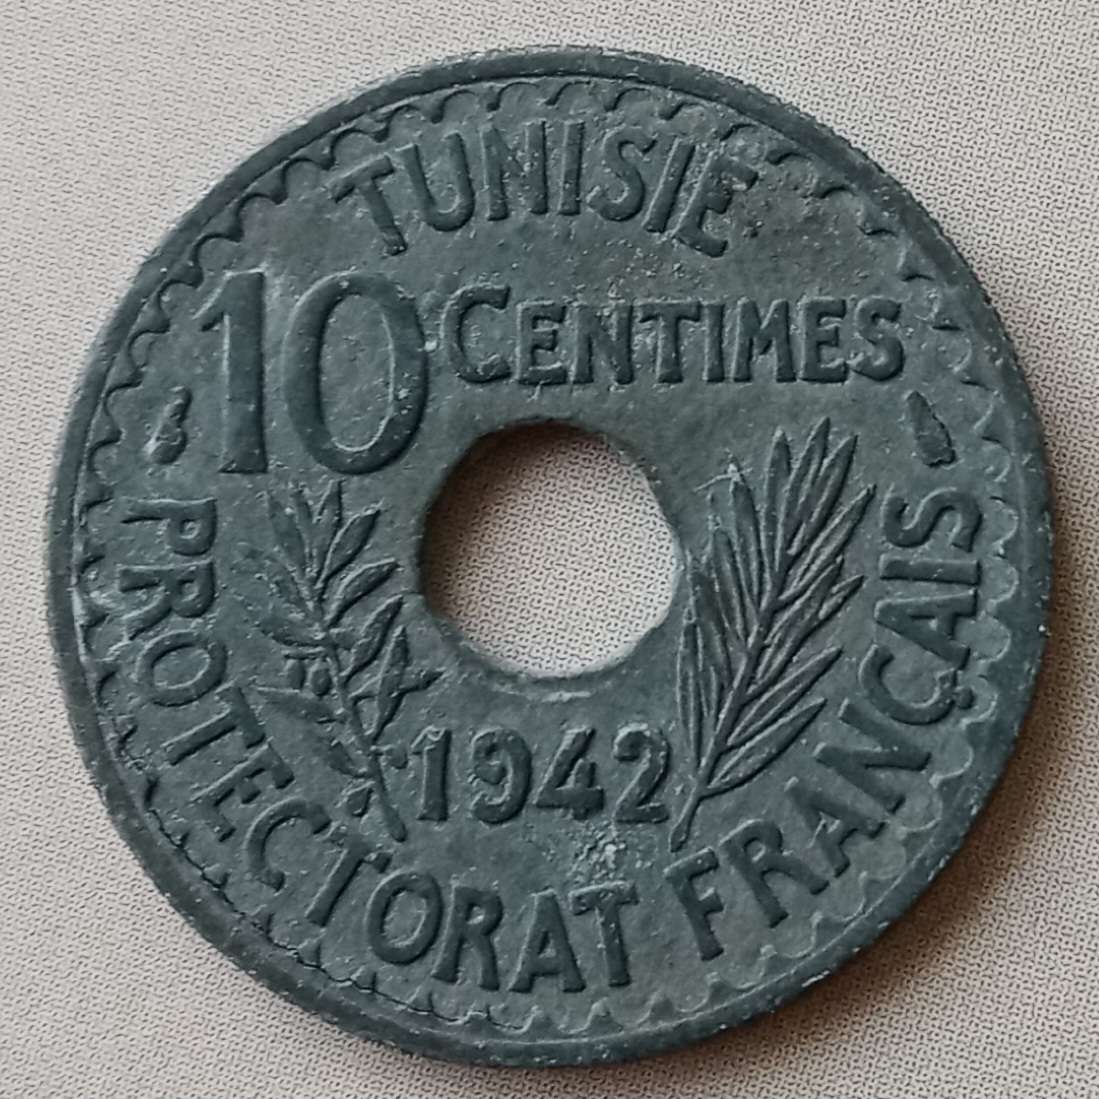 TUNISIE
10 CENTIMES
1942
PROTECTORAT FRANÇAIS